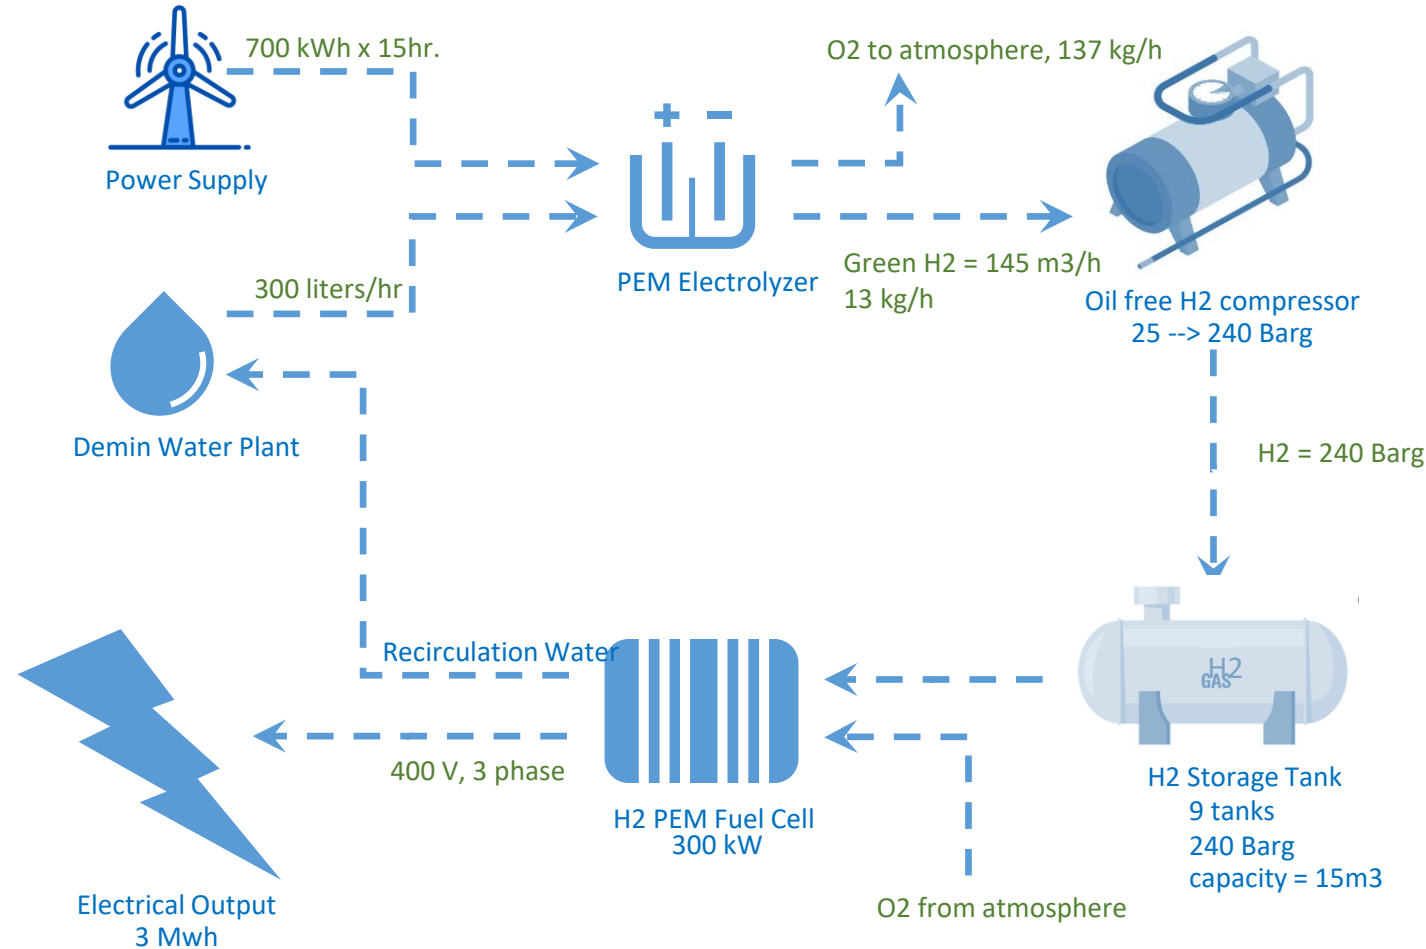 700 kWh x 15hr.
O2 to atmosphere, 137 kg/h
Power Supply
+ −
PEM Electrolyzer
300 liters/hr
Green H2 = 145 m3/h
13 kg/h
Oil free H2 compressor
25 --> 240 Barg
Demin Water Plant
H2 = 240 Barg
Recirculation Water
H2
GAS
400 V, 3 phase
H2 PEM Fuel Cell
300 kW
H2 Storage Tank
9 tanks
240 Barg
capacity = 15m3
O2 from atmosphere
Electrical Output
3 Mwh